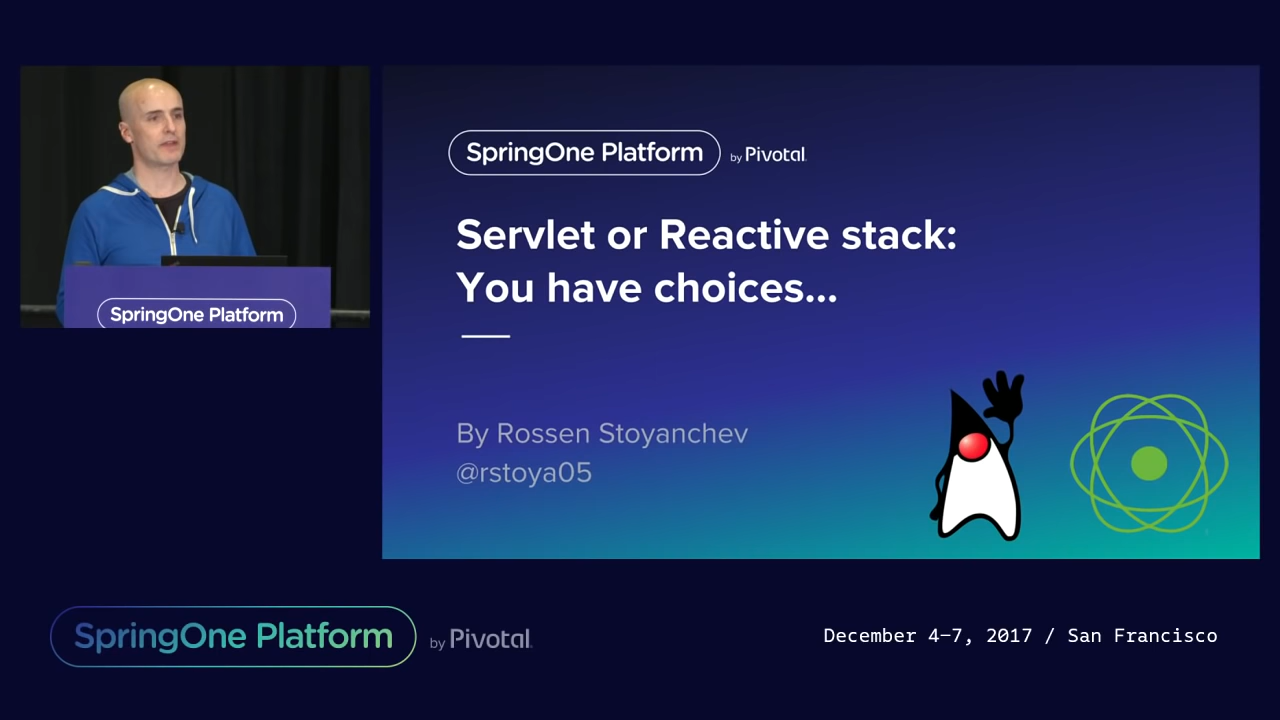 SpringOne Platform by Pivotal.
Servlet or Reactive stack:
You have choices...
By Rossen Stoyanchev
@rstoya05
SpringOne Platform
SpringOne Platform by Pivotal.
December 4–7, 2017 / San Francisco